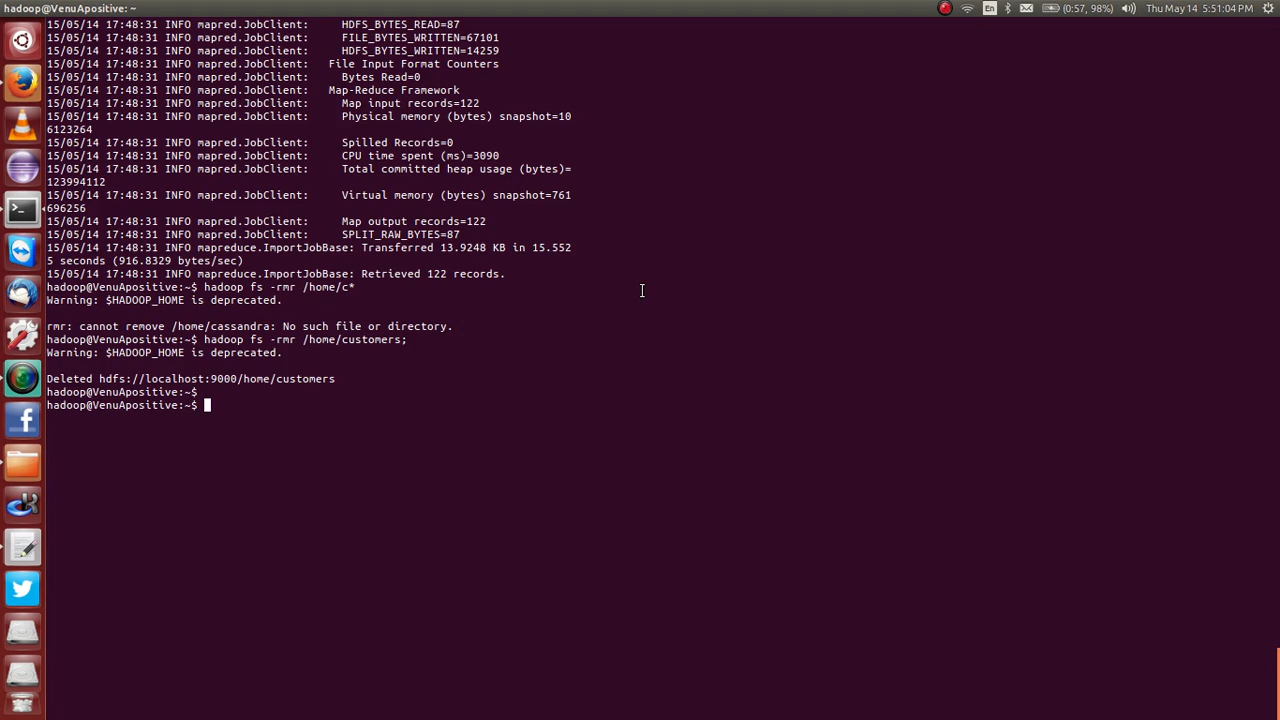 hadoop@VenuApositive: ~
En
(0:57, 98%)
Thu May 14 5:51:04 PM
15/05/14 17:48:31 INFO mapred.JobClient:     HDFS_BYTES_READ=87
15/05/14 17:48:31 INFO mapred.JobClient:     FILE_BYTES_WRITTEN=67101
15/05/14 17:48:31 INFO mapred.JobClient:     HDFS_BYTES_WRITTEN=14259
15/05/14 17:48:31 INFO mapred.JobClient:   File Input Format Counters
15/05/14 17:48:31 INFO mapred.JobClient:     Bytes Read=0
15/05/14 17:48:31 INFO mapred.JobClient:   Map-Reduce Framework
15/05/14 17:48:31 INFO mapred.JobClient:     Map input records=122
15/05/14 17:48:31 INFO mapred.JobClient:     Physical memory (bytes) snapshot=10
6123264
15/05/14 17:48:31 INFO mapred.JobClient:     Spilled Records=0
15/05/14 17:48:31 INFO mapred.JobClient:     CPU time spent (ms)=3090
15/05/14 17:48:31 INFO mapred.JobClient:     Total committed heap usage (bytes)=
123994112
15/05/14 17:48:31 INFO mapred.JobClient:     Virtual memory (bytes) snapshot=761
696256
15/05/14 17:48:31 INFO mapred.JobClient:     Map output records=122
15/05/14 17:48:31 INFO mapred.JobClient:     SPLIT_RAW_BYTES=87
15/05/14 17:48:31 INFO mapreduce.ImportJobBase: Transferred 13.9248 KB in 15.552
5 seconds (916.8329 bytes/sec)
15/05/14 17:48:31 INFO mapreduce.ImportJobBase: Retrieved 122 records.
hadoop@VenuApositive:~$ hadoop fs -rmr /home/c*
Warning: $HADOOP_HOME is deprecated.
rmr: cannot remove /home/cassandra: No such file or directory.
hadoop@VenuApositive:~$ hadoop fs -rmr /home/customers;
Warning: $HADOOP_HOME is deprecated.
Deleted hdfs://localhost:9000/home/customers
hadoop@VenuApositive:~$
hadoop@VenuApositive:~$